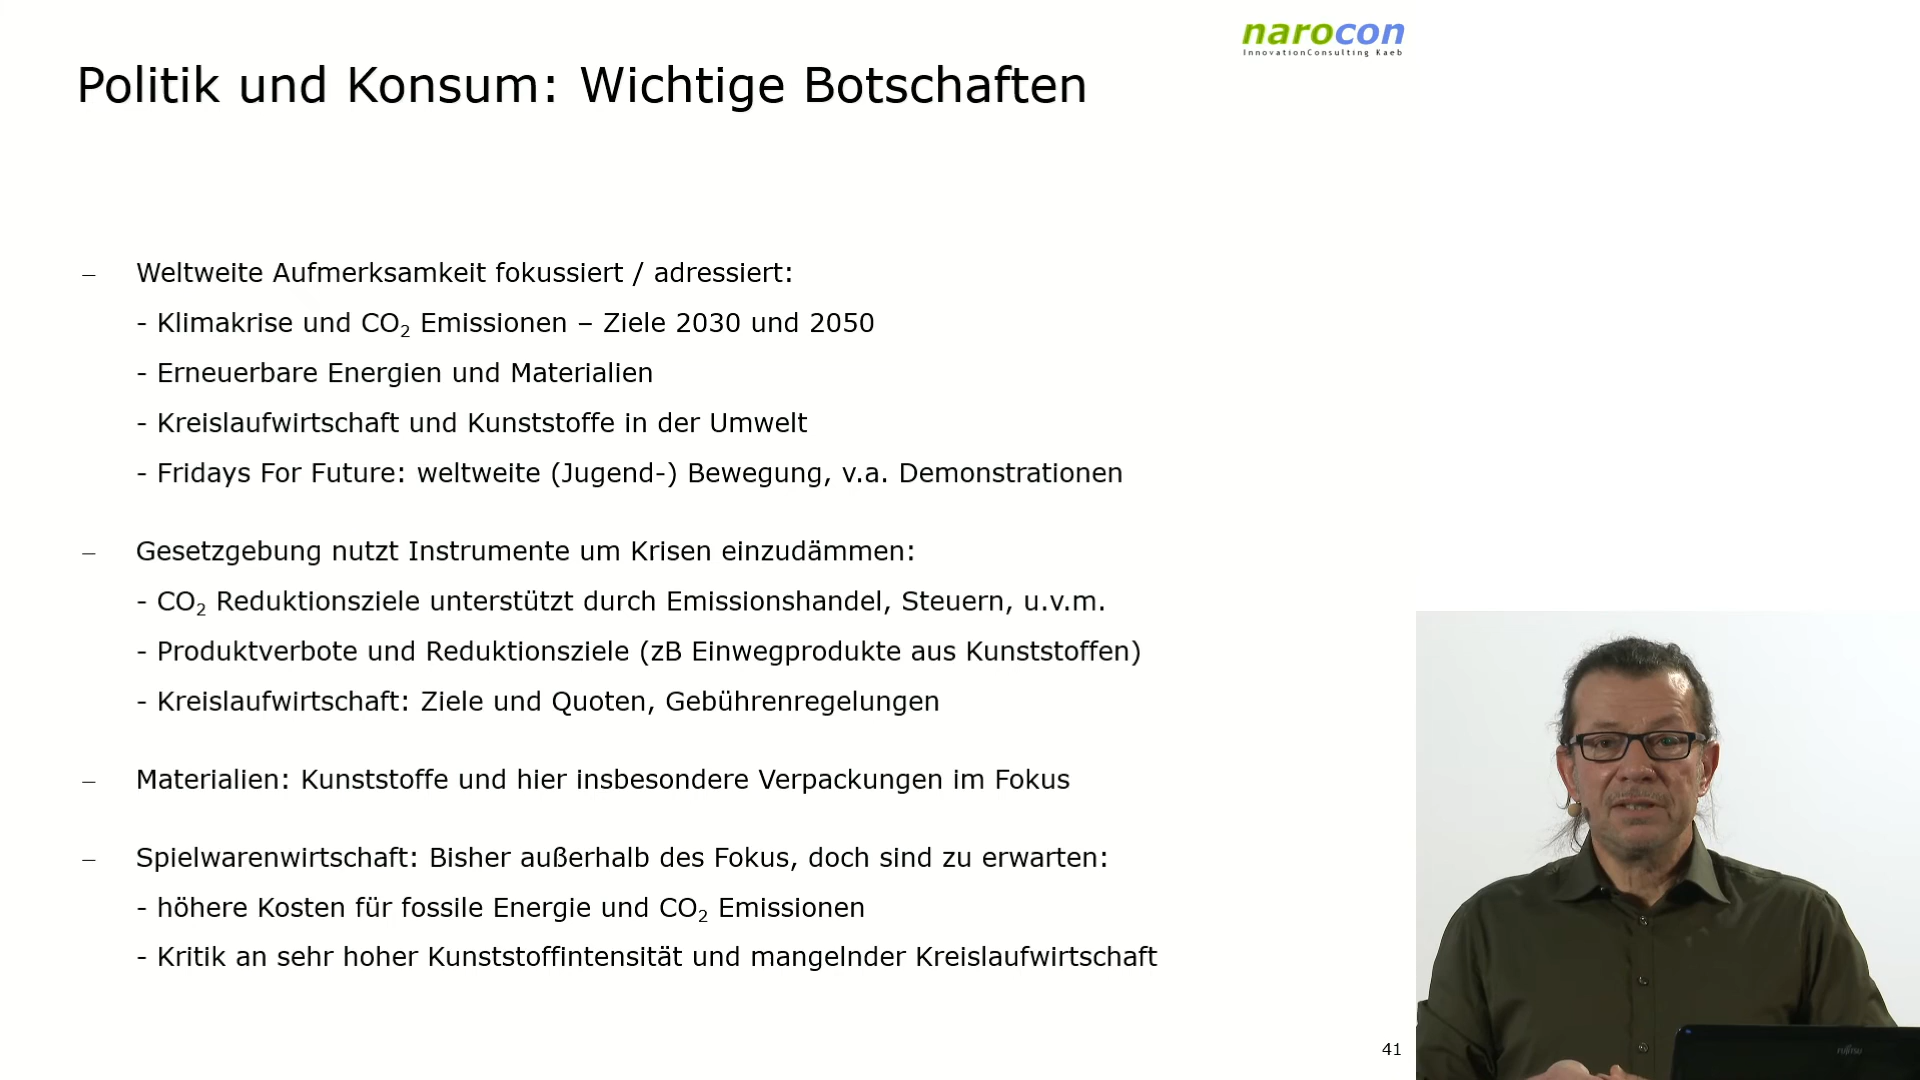 narocon
InnovationConsulting Kaeb
Politik und Konsum: Wichtige Botschaften
– Weltweite Aufmerksamkeit fokussiert / adressiert:
- Klimakrise und CO₂ Emissionen – Ziele 2030 und 2050
- Erneuerbare Energien und Materialien
- Kreislaufwirtschaft und Kunststoffe in der Umwelt
- Fridays For Future: weltweite (Jugend-) Bewegung, v.a. Demonstrationen
– Gesetzgebung nutzt Instrumente um Krisen einzudämmen:
- CO₂ Reduktionsziele unterstützt durch Emissionshandel, Steuern, u.v.m.
- Produktverbote und Reduktionsziele (zB Einwegprodukte aus Kunststoffen)
- Kreislaufwirtschaft: Ziele und Quoten, Gebührenregelungen
– Materialien: Kunststoffe und hier insbesondere Verpackungen im Fokus
– Spielwarenwirtschaft: Bisher außerhalb des Fokus, doch sind zu erwarten:
- höhere Kosten für fossile Energie und CO₂ Emissionen
- Kritik an sehr hoher Kunststoffintensität und mangelnder Kreislaufwirtschaft
41
FUJITSU